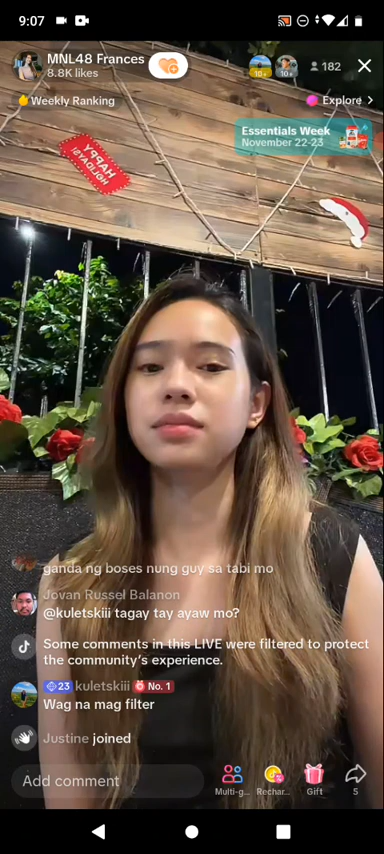 9:07
MNL48 Frances
8.8K likes
10+
10+
182
Weekly Ranking
Explore
Essentials Week
November 22-23
HAPPY
HOLIDAYS!
ganda ng boses nung guy sa tabi mo
Jovan Russel Balanon
@kuletskiii tagay tay ayaw mo?
Some comments in this LIVE were filtered to protect
the community's experience.
23 kuletskiii No. 1
Wag na mag filter
Justine joined
Add comment
Multi-g...
Rechar...
Gift
5